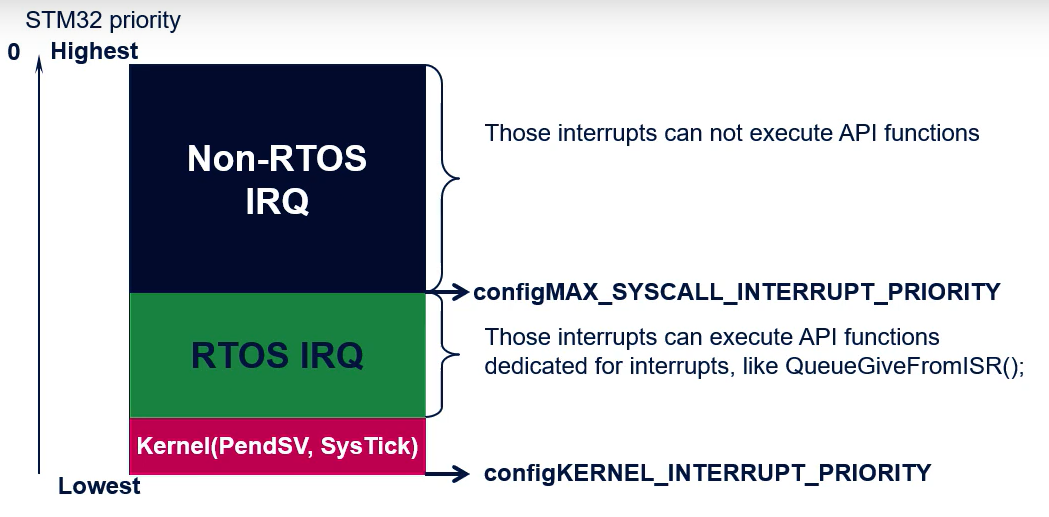 STM32 priority
0 Highest
Non-RTOS
IRQ
Those interrupts can not execute API functions
configMAX_SYSCALL_INTERRUPT_PRIORITY
RTOS IRQ
Those interrupts can execute API functions
dedicated for interrupts, like QueueGiveFromISR();
Kernel(PendSV, SysTick)
configKERNEL_INTERRUPT_PRIORITY
Lowest